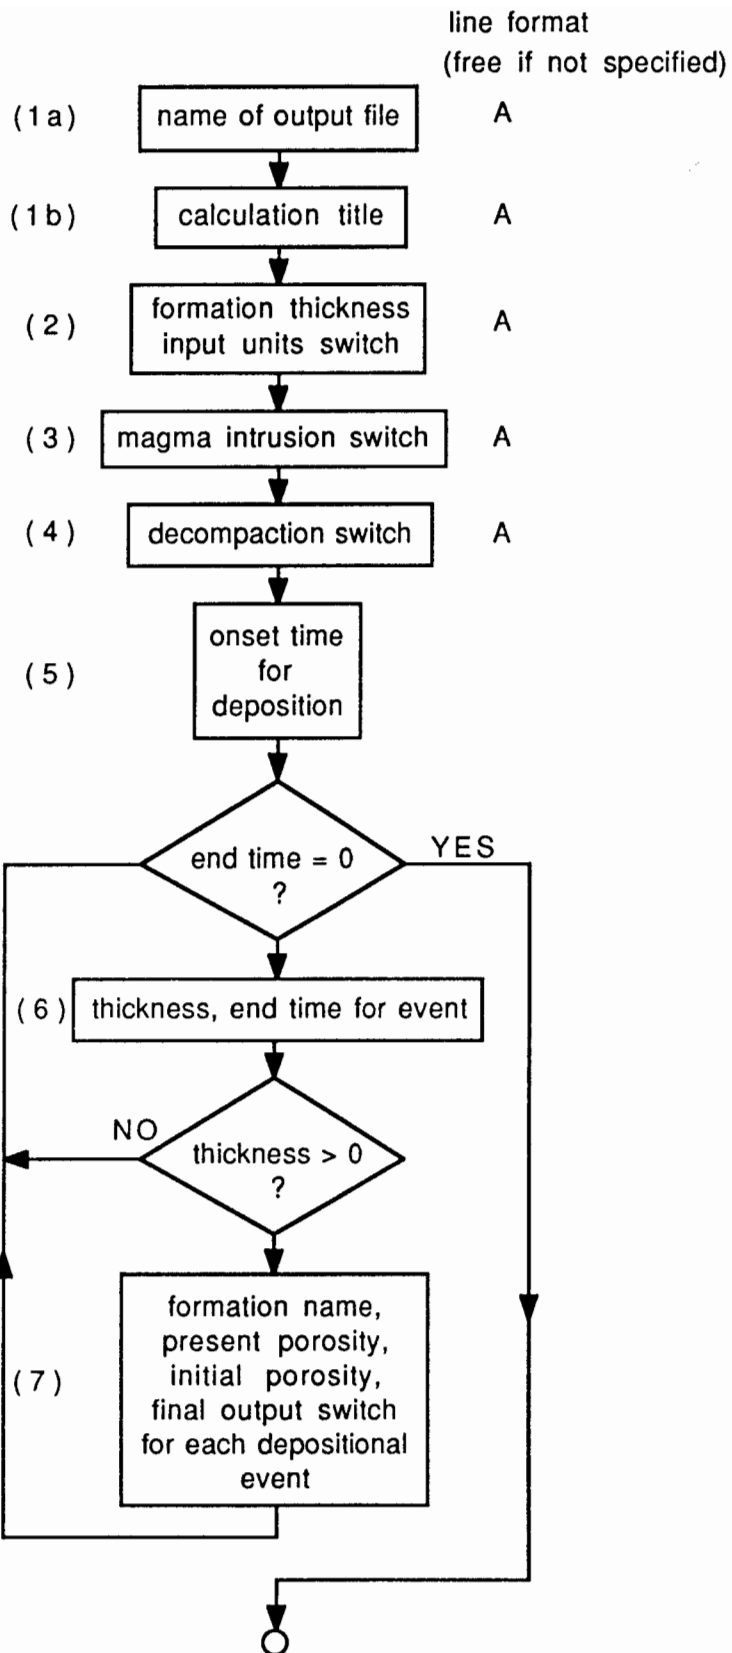 line format
(free if not specified)
(1a) name of output file A
(1b) calculation title A
(2) formation thickness input units switch A
(3) magma intrusion switch A
(4) decompaction switch A
(5) onset time
for
deposition
end time = 0
?
YES
(6) thickness, end time for event
NO
thickness > 0
?
(7) formation name,
present porosity,
initial porosity,
final output switch
for each depositional
event